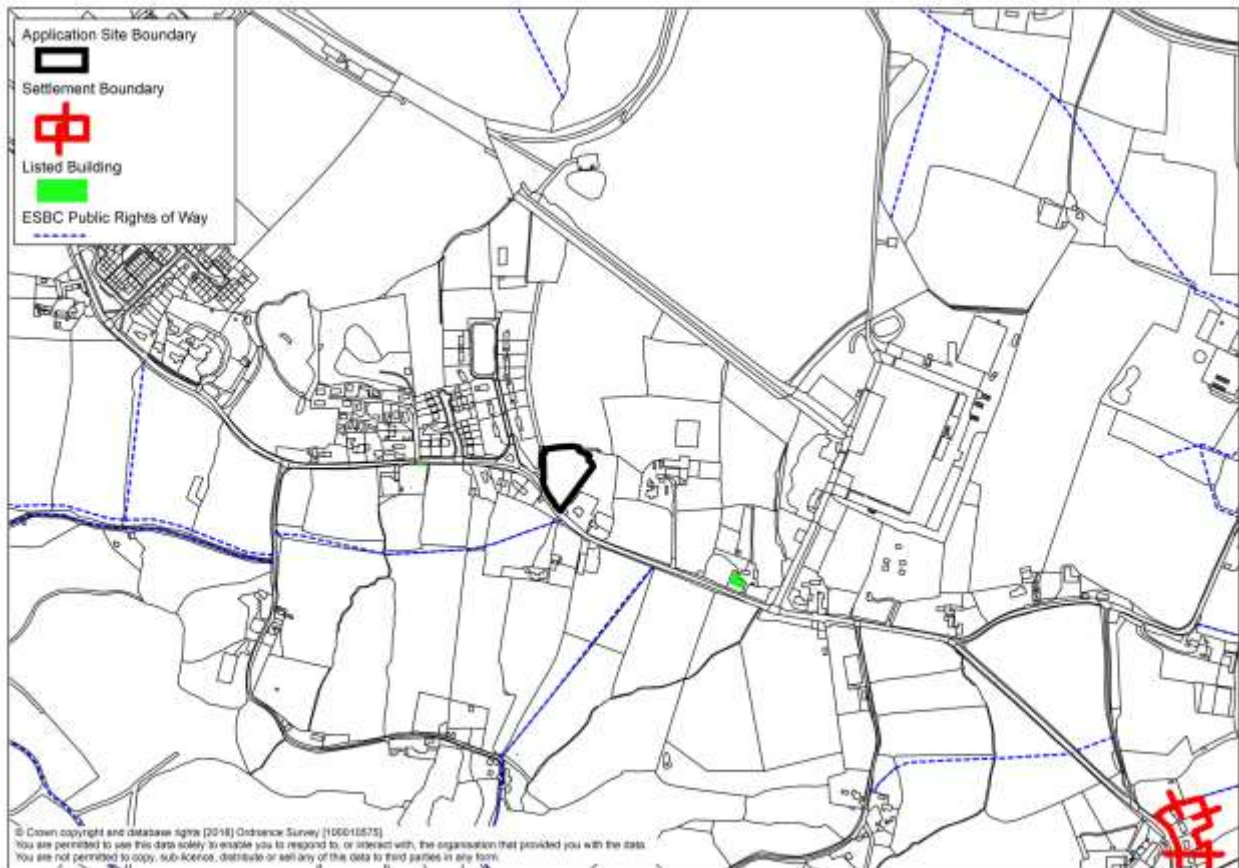 Application Site Boundary
Settlement Boundary
Listed Building
ESBC Public Rights of Way
© Crown copyright and database rights [2016] Ordnance Survey [100010575]
You are permitted to use this data solely to enable you to respond to, or interact with, the organisation that provided you with the data.
You are not permitted to copy, sub-licence, distribute or sell any of this data to third parties in any form.